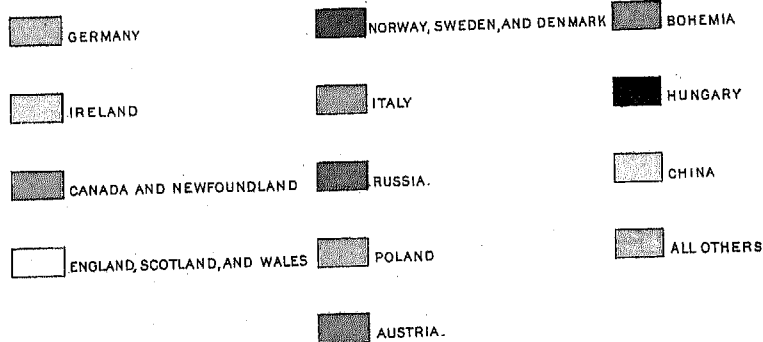 GERMANY
IRELAND
CANADA AND NEWFOUNDLAND
ENGLAND, SCOTLAND, AND WALES
NORWAY, SWEDEN, AND DENMARK
ITALY
RUSSIA.
POLAND
AUSTRIA.
BOHEMIA
HUNGARY
CHINA
ALL OTHERS